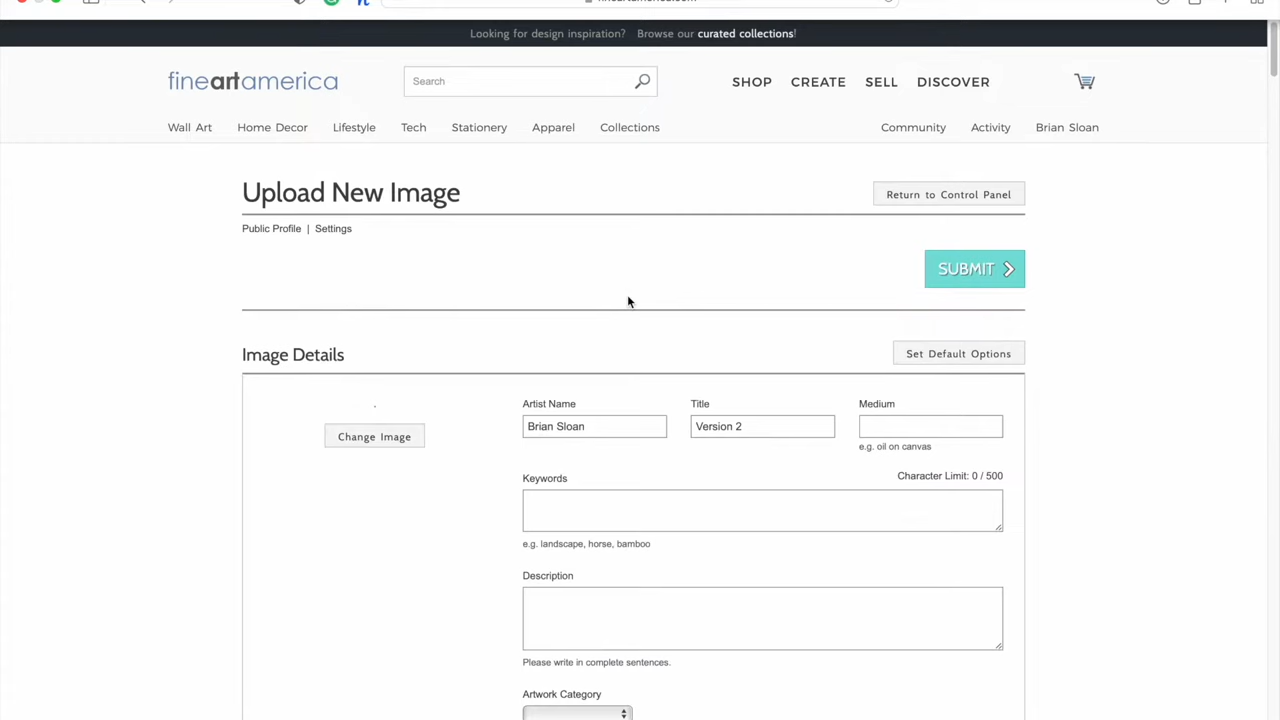 Looking for design inspiration? Browse our curated collections!
fineartamerica
Search
SHOP CREATE SELL DISCOVER
Wall Art Home Decor Lifestyle Tech Stationery Apparel Collections Community Activity Brian Sloan
Upload New Image
Return to Control Panel
Public Profile | Settings
SUBMIT
Image Details
Set Default Options
Artist Name Title Medium
Brian Sloan Version 2
Change Image
e.g. oil on canvas
Keywords Character Limit: 0 / 500
e.g. landscape, horse, bamboo
Description
Please write in complete sentences.
Artwork Category